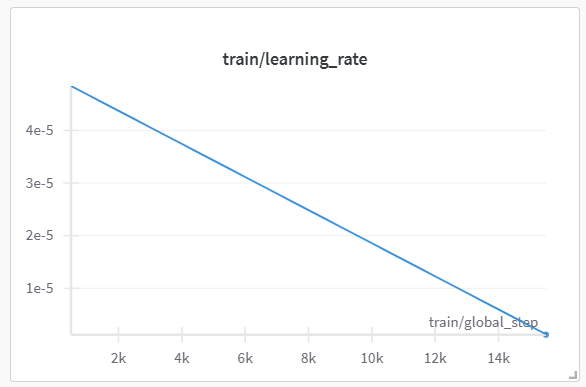 train/learning_rate
4e-5
3e-5
2e-5
1e-5
train/global_step
2k 4k 6k 8k 10k 12k 14k